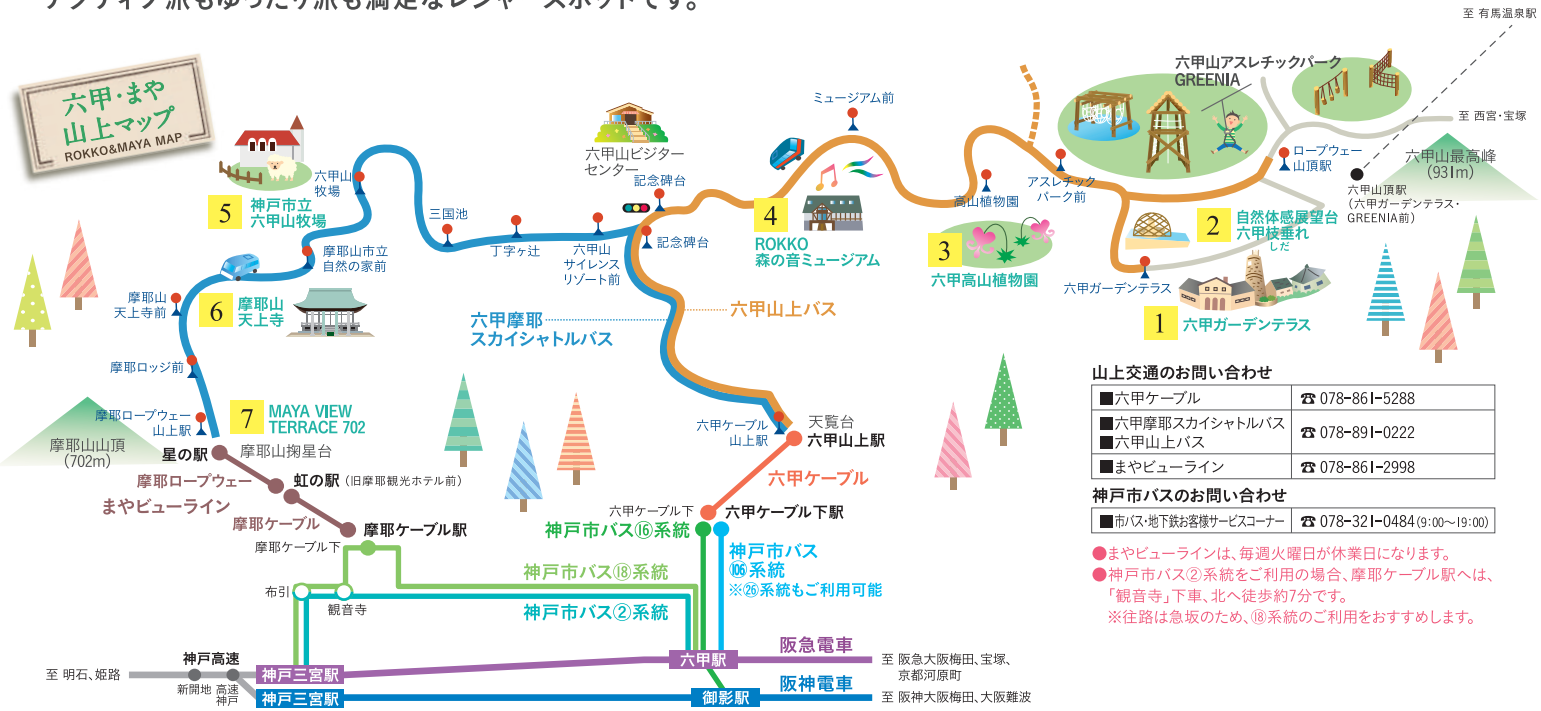 アクティブ派もゆったり派も満足なレジャースポットです。
至 有馬温泉駅
六甲・まや
山上マップ
ROKKO&MAYA MAP
六甲山アスレチックパーク
GREENIA
至 西宮・宝塚
ミュージアム前
六甲山ビジター
センター
記念碑台
記念碑台
六甲山
牧場
5
神戸市立
六甲山牧場
三国池
丁字ヶ辻
六甲山
サイレンス
リゾート前
摩耶山市立
自然の家前
4
ROKKO
森の音ミュージアム
高山植物園
3
六甲高山植物園
アスレチック
パーク前
ロープウェー
山頂駅
六甲山最高峰
(931m)
六甲山頂駅
(六甲ガーデンテラス・
GREENIA前)
2
自然体感展望台
六甲枝垂れ
しだ
六甲ガーデンテラス
1
六甲ガーデンテラス
摩耶山
天上寺前
6
摩耶山
天上寺
六甲摩耶
スカイシャトルバス
六甲山上バス
摩耶ロッジ前
摩耶ロープウェー
山上駅
7
MAYA VIEW
TERRACE 702
摩耶山山頂
(702m)
星の駅
摩耶山掬星台
摩耶ロープウェー
虹の駅(旧摩耶観光ホテル前)
まやビューライン
摩耶ケーブル
摩耶ケーブル駅
摩耶ケーブル下
六甲ケーブル
山上駅
天覧台
六甲山上駅
六甲ケーブル
六甲ケーブル下
六甲ケーブル下駅
神戸市バス⑯系統
神戸市バス
106系統
※㉖系統もご利用可能
神戸市バス⑱系統
神戸市バス②系統
布引
観音寺
阪急電車
六甲駅
至 阪急大阪梅田、宝塚、
京都河原町
阪神電車
御影駅
至 阪神大阪梅田、大阪難波
至 明石、姫路
神戸高速
新開地
高速
神戸
神戸三宮駅
神戸三宮駅
山上交通のお問い合わせ
■六甲ケーブル ☎078-861-5288
■六甲摩耶スカイシャトルバス
■六甲山上バス ☎078-891-0222
■まやビューライン ☎078-861-2998
神戸市バスのお問い合わせ
■市バス・地下鉄お客様サービスコーナー ☎078-321-0484(9:00〜19:00)
●まやビューラインは、毎週火曜日が休業日になります。
●神戸市バス②系統をご利用の場合、摩耶ケーブル駅へは、
「観音寺」下車、北へ徒歩約7分です。
※往路は急坂のため、⑱系統のご利用をおすすめします。